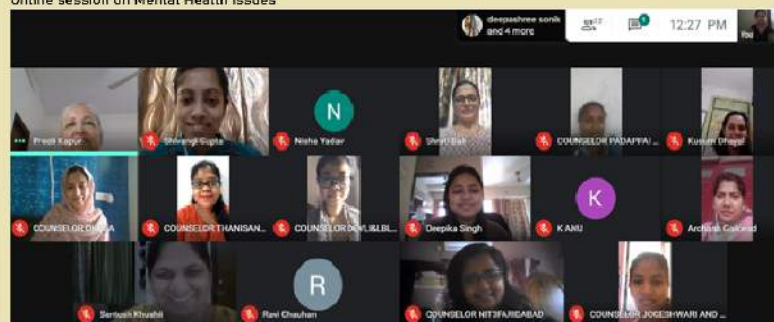 Online session on Mental Health Issues
deepashree sonik
and 4 more
22
12:27 PM
You
Preeti Kapur
Shivangi Gupta
N
Nisha Yadav
Shruti Bali
COUNSELOR PADAPPAI ...
Kusum Dhayal
COUNSELOR
COUNSELOR THANISAN...
COUNSELOR
Deepika Singh
K
K ANU
Archana Gaikwad
Santosh Khushii
R
Ravi Chauhan
COUNSELOR NIT3FARIDABAD
COUNSELOR JOGESHWARI AND ...